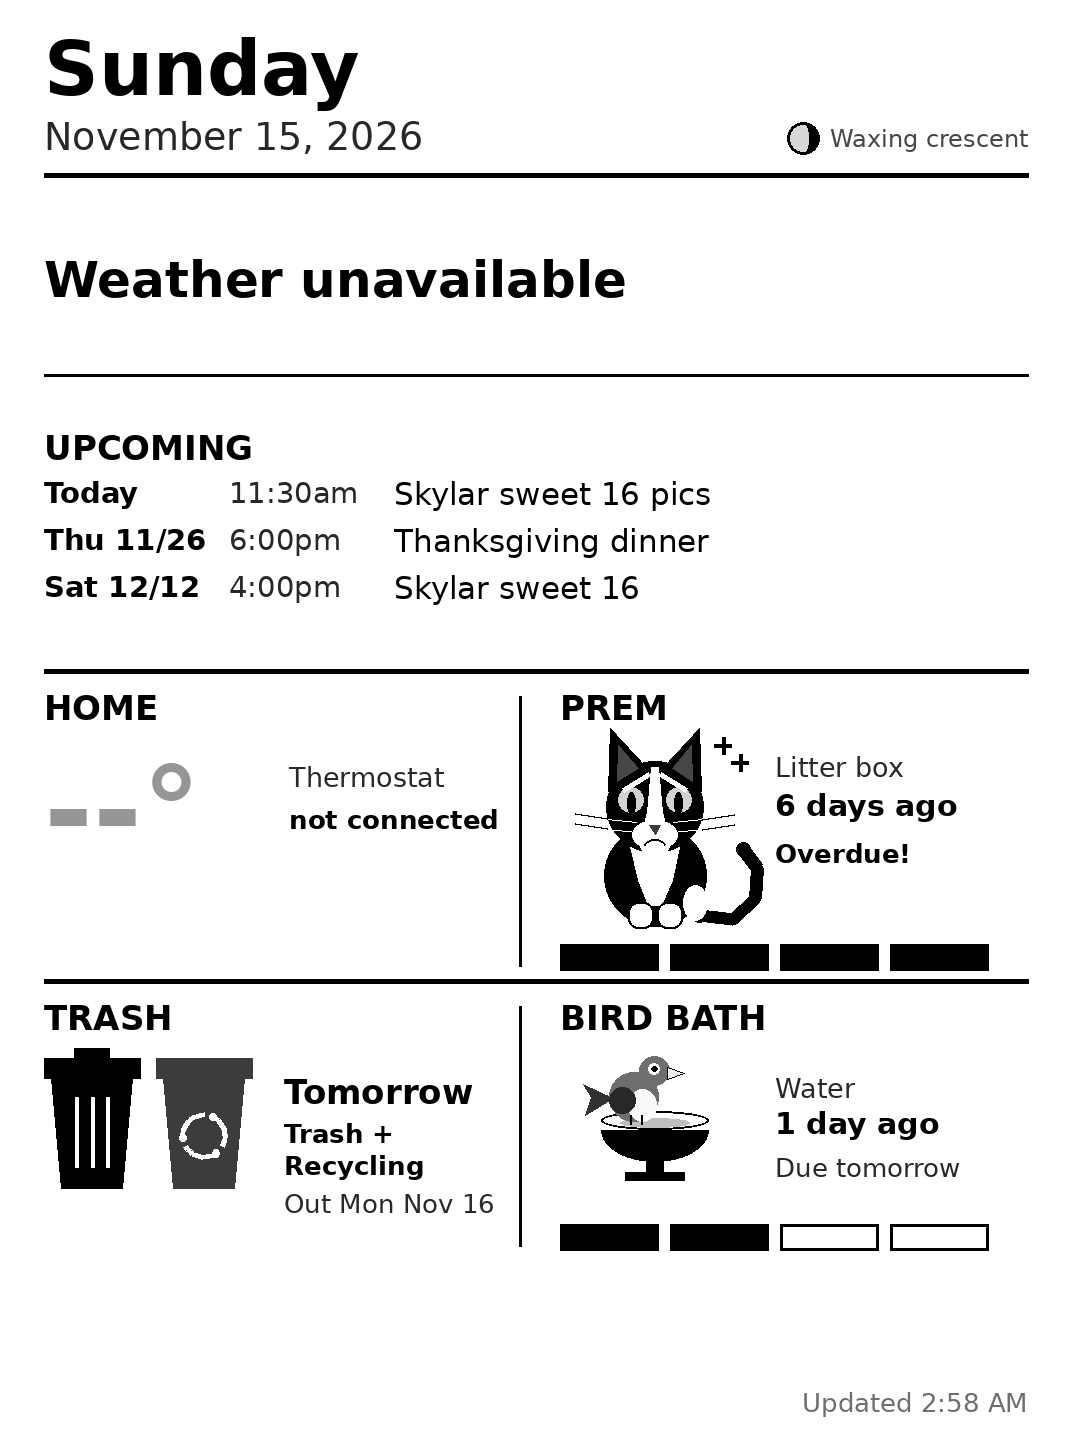 Sunday
November 15, 2026
Waxing crescent
Weather unavailable
UPCOMING
Today 11:30am Skylar sweet 16 pics
Thu 11/26 6:00pm Thanksgiving dinner
Sat 12/12 4:00pm Skylar sweet 16
HOME
Thermostat
not connected
PREM
Litter box
6 days ago
Overdue!
TRASH
Tomorrow
Trash +
Recycling
Out Mon Nov 16
BIRD BATH
Water
1 day ago
Due tomorrow
Updated 2:58 AM